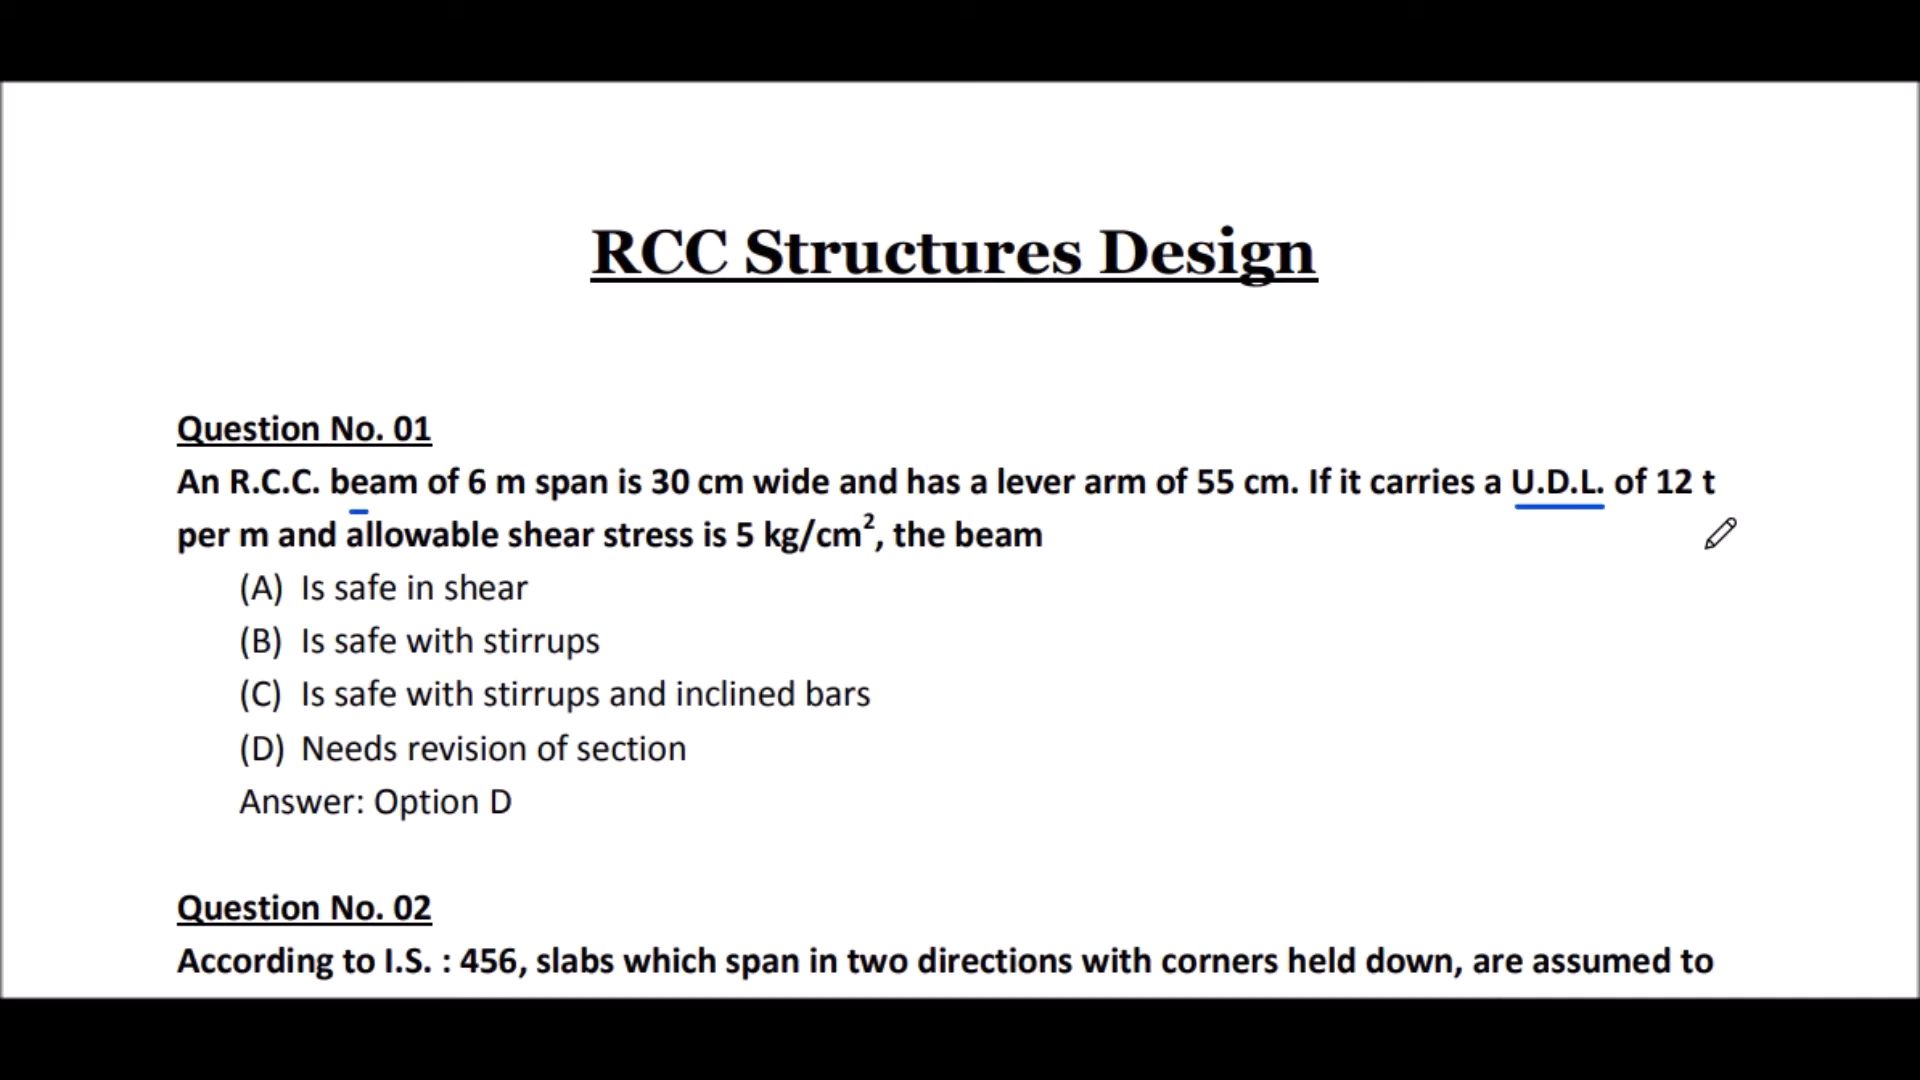 RCC Structures Design
Question No. 01
An R.C.C. beam of 6 m span is 30 cm wide and has a lever arm of 55 cm. If it carries a U.D.L. of 12 t
per m and allowable shear stress is 5 kg/cm², the beam
(A) Is safe in shear
(B) Is safe with stirrups
(C) Is safe with stirrups and inclined bars
(D) Needs revision of section
Answer: Option D
Question No. 02
According to I.S. : 456, slabs which span in two directions with corners held down, are assumed to